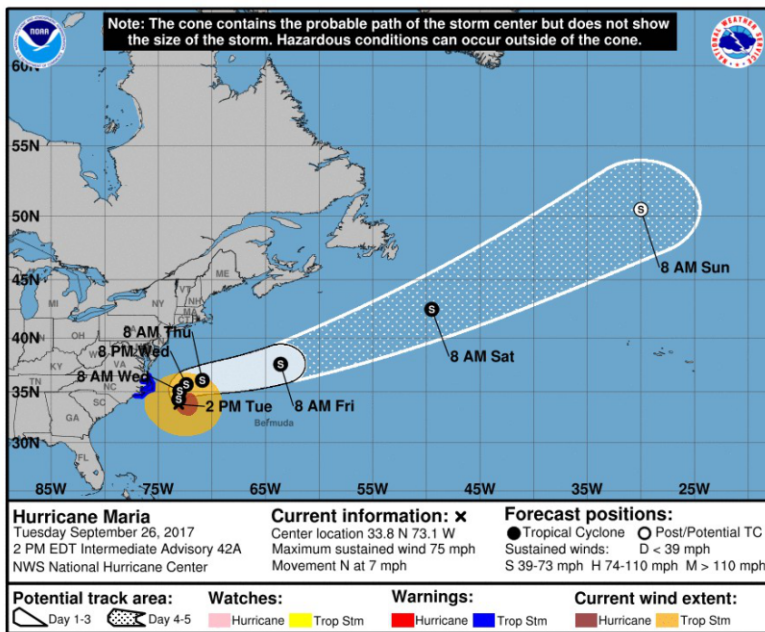 Note: The cone contains the probable path of the storm center but does not show
the size of the storm. Hazardous conditions can occur outside of the cone.
NOAA
60N
55N
50N
45N
40N
35N
30N
ME
VT
NH
MA
CT
NY
MI
IN
OH
KY
VA
TN
NC
SC
GA
FL
Bermuda
8 AM Sun
8 AM Sat
8 AM Fri
8 AM Thu
8 PM Wed
8 AM Wed
2 PM Tue
S
S
S
S
S
S
S
85W 75W 65W 55W 45W 35W 25W
Hurricane Maria
Tuesday September 26, 2017
2 PM EDT Intermediate Advisory 42A
NWS National Hurricane Center
Current information: x
Center location 33.8 N 73.1 W
Maximum sustained wind 75 mph
Movement N at 7 mph
Forecast positions:
Tropical Cyclone Post/Potential TC
Sustained winds: D < 39 mph
S 39-73 mph H 74-110 mph M > 110 mph
Potential track area:
Day 1-3 Day 4-5
Watches:
Hurricane Trop Stm
Warnings:
Hurricane Trop Stm
Current wind extent:
Hurricane Trop Stm